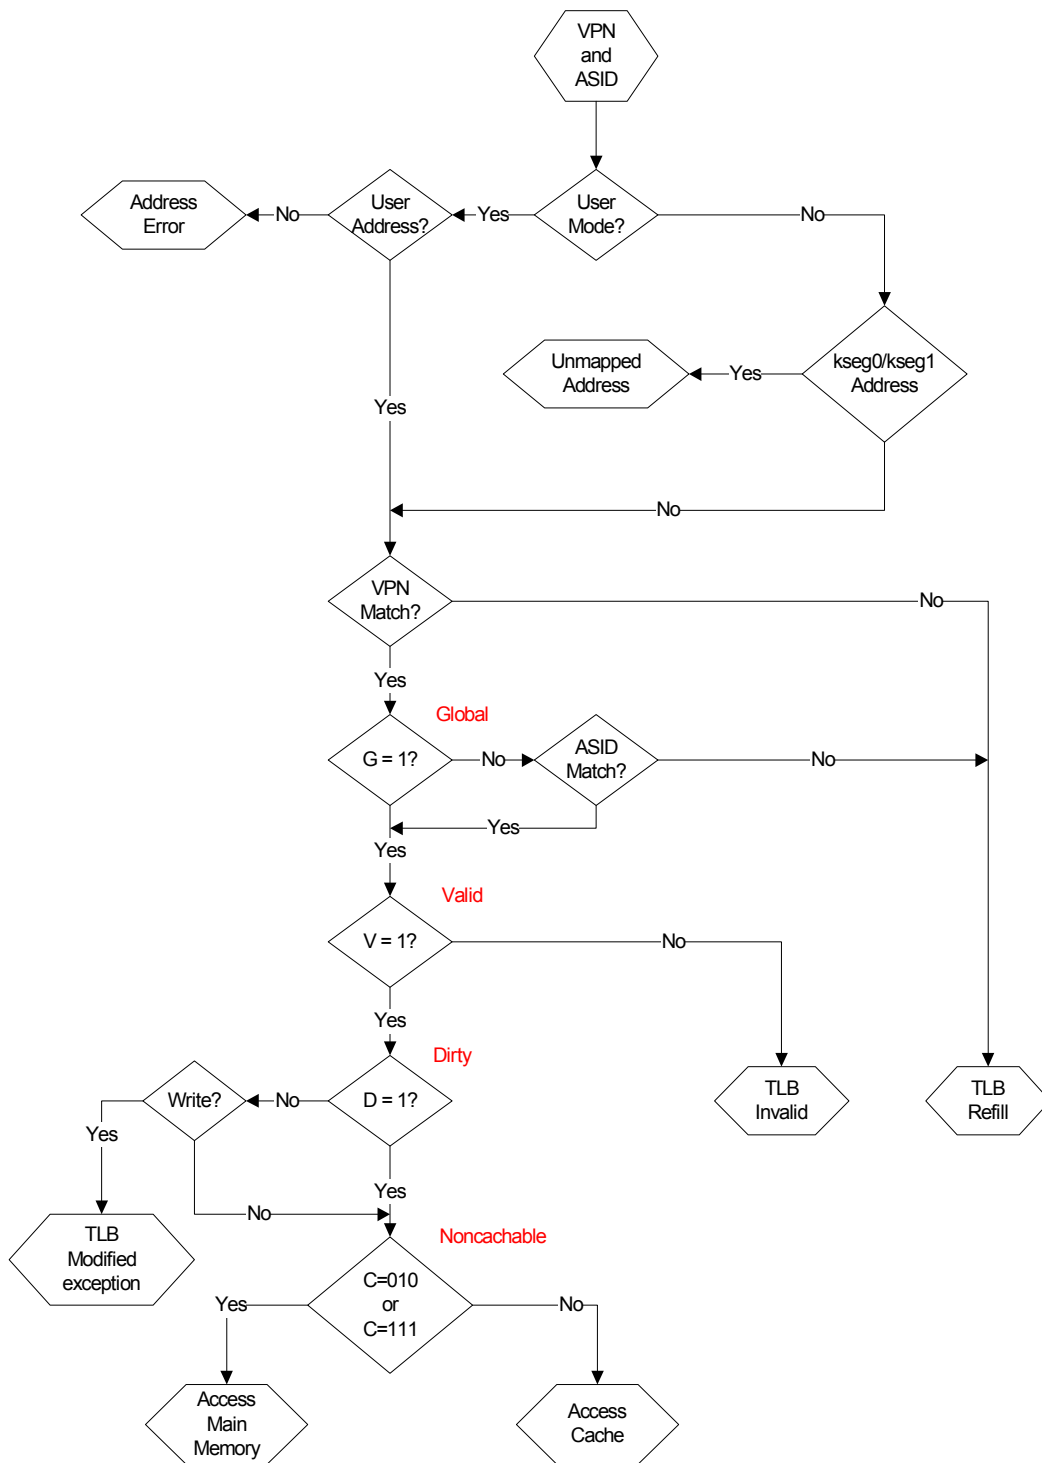 VPN
and
ASID
Address
Error
No
User
Address?
Yes
User
Mode?
No
Unmapped
Address
Yes
kseg0/kseg1
Address
Yes
No
VPN
Match?
No
Yes
Global
G = 1?
No
ASID
Match?
No
Yes
Yes
Valid
V = 1?
No
Yes
Dirty
Write?
No
D = 1?
TLB
Invalid
TLB
Refill
Yes
Yes
No
Noncachable
TLB
Modified
exception
C=010
or
C=111
Yes
No
Access
Main
Memory
Access
Cache